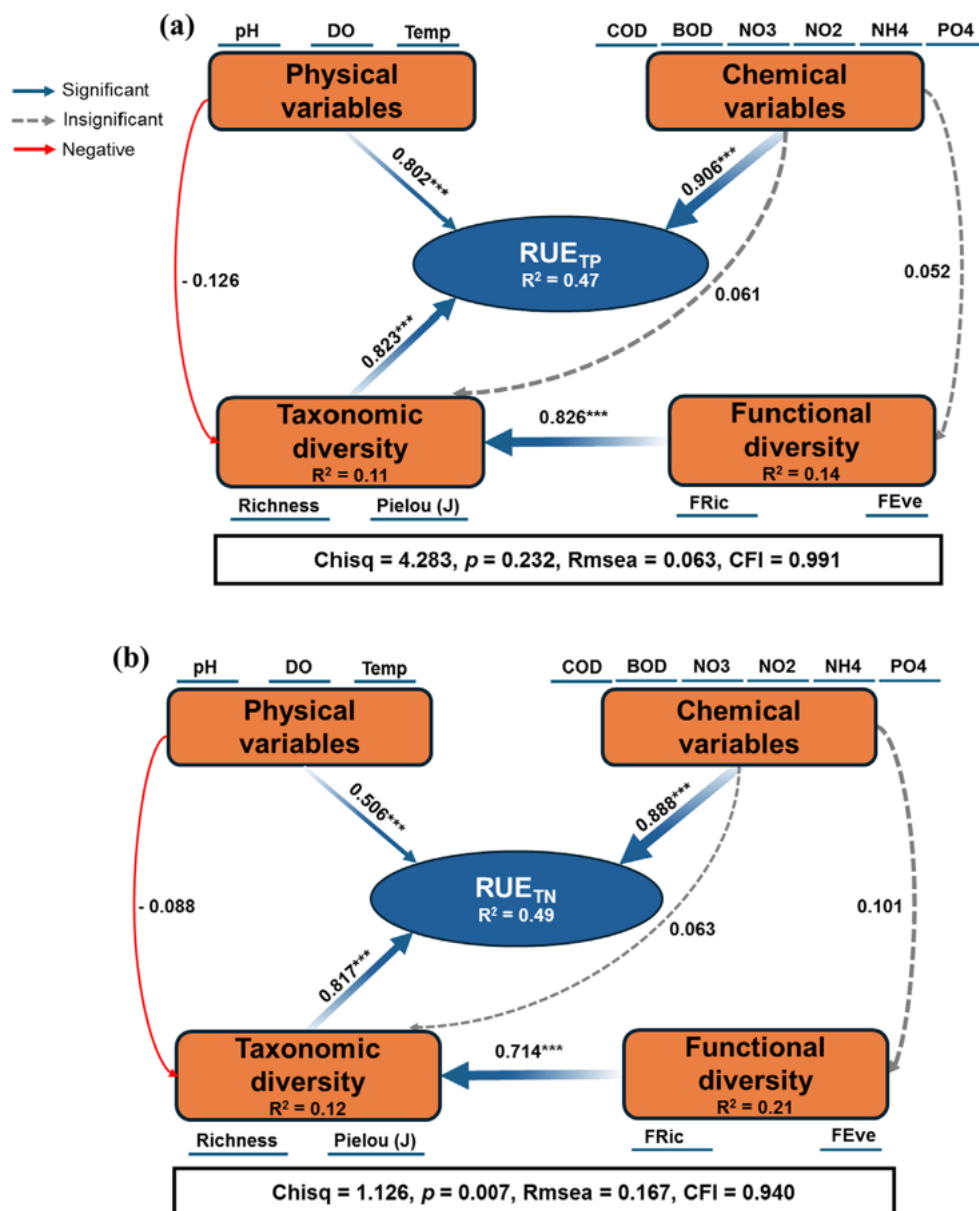 (a)
pH DO Temp
COD BOD NO3 NO2 NH4 PO4
Physical
variables
Chemical
variables
Significant
Insignificant
Negative
0.802***
0.906***
RUE_TP
R² = 0.47
- 0.126
0.061
0.052
0.823***
Taxonomic
diversity
R² = 0.11
0.826***
Functional
diversity
R² = 0.14
Richness Pielou (J)
FRic FEve
Chisq = 4.283, p = 0.232, Rmsea = 0.063, CFI = 0.991
(b)
pH DO Temp
COD BOD NO3 NO2 NH4 PO4
Physical
variables
Chemical
variables
0.506***
0.888***
RUE_TN
R² = 0.49
- 0.088
0.063
0.101
0.817***
Taxonomic
diversity
R² = 0.12
0.714***
Functional
diversity
R² = 0.21
Richness Pielou (J)
FRic FEve
Chisq = 1.126, p = 0.007, Rmsea = 0.167, CFI = 0.940